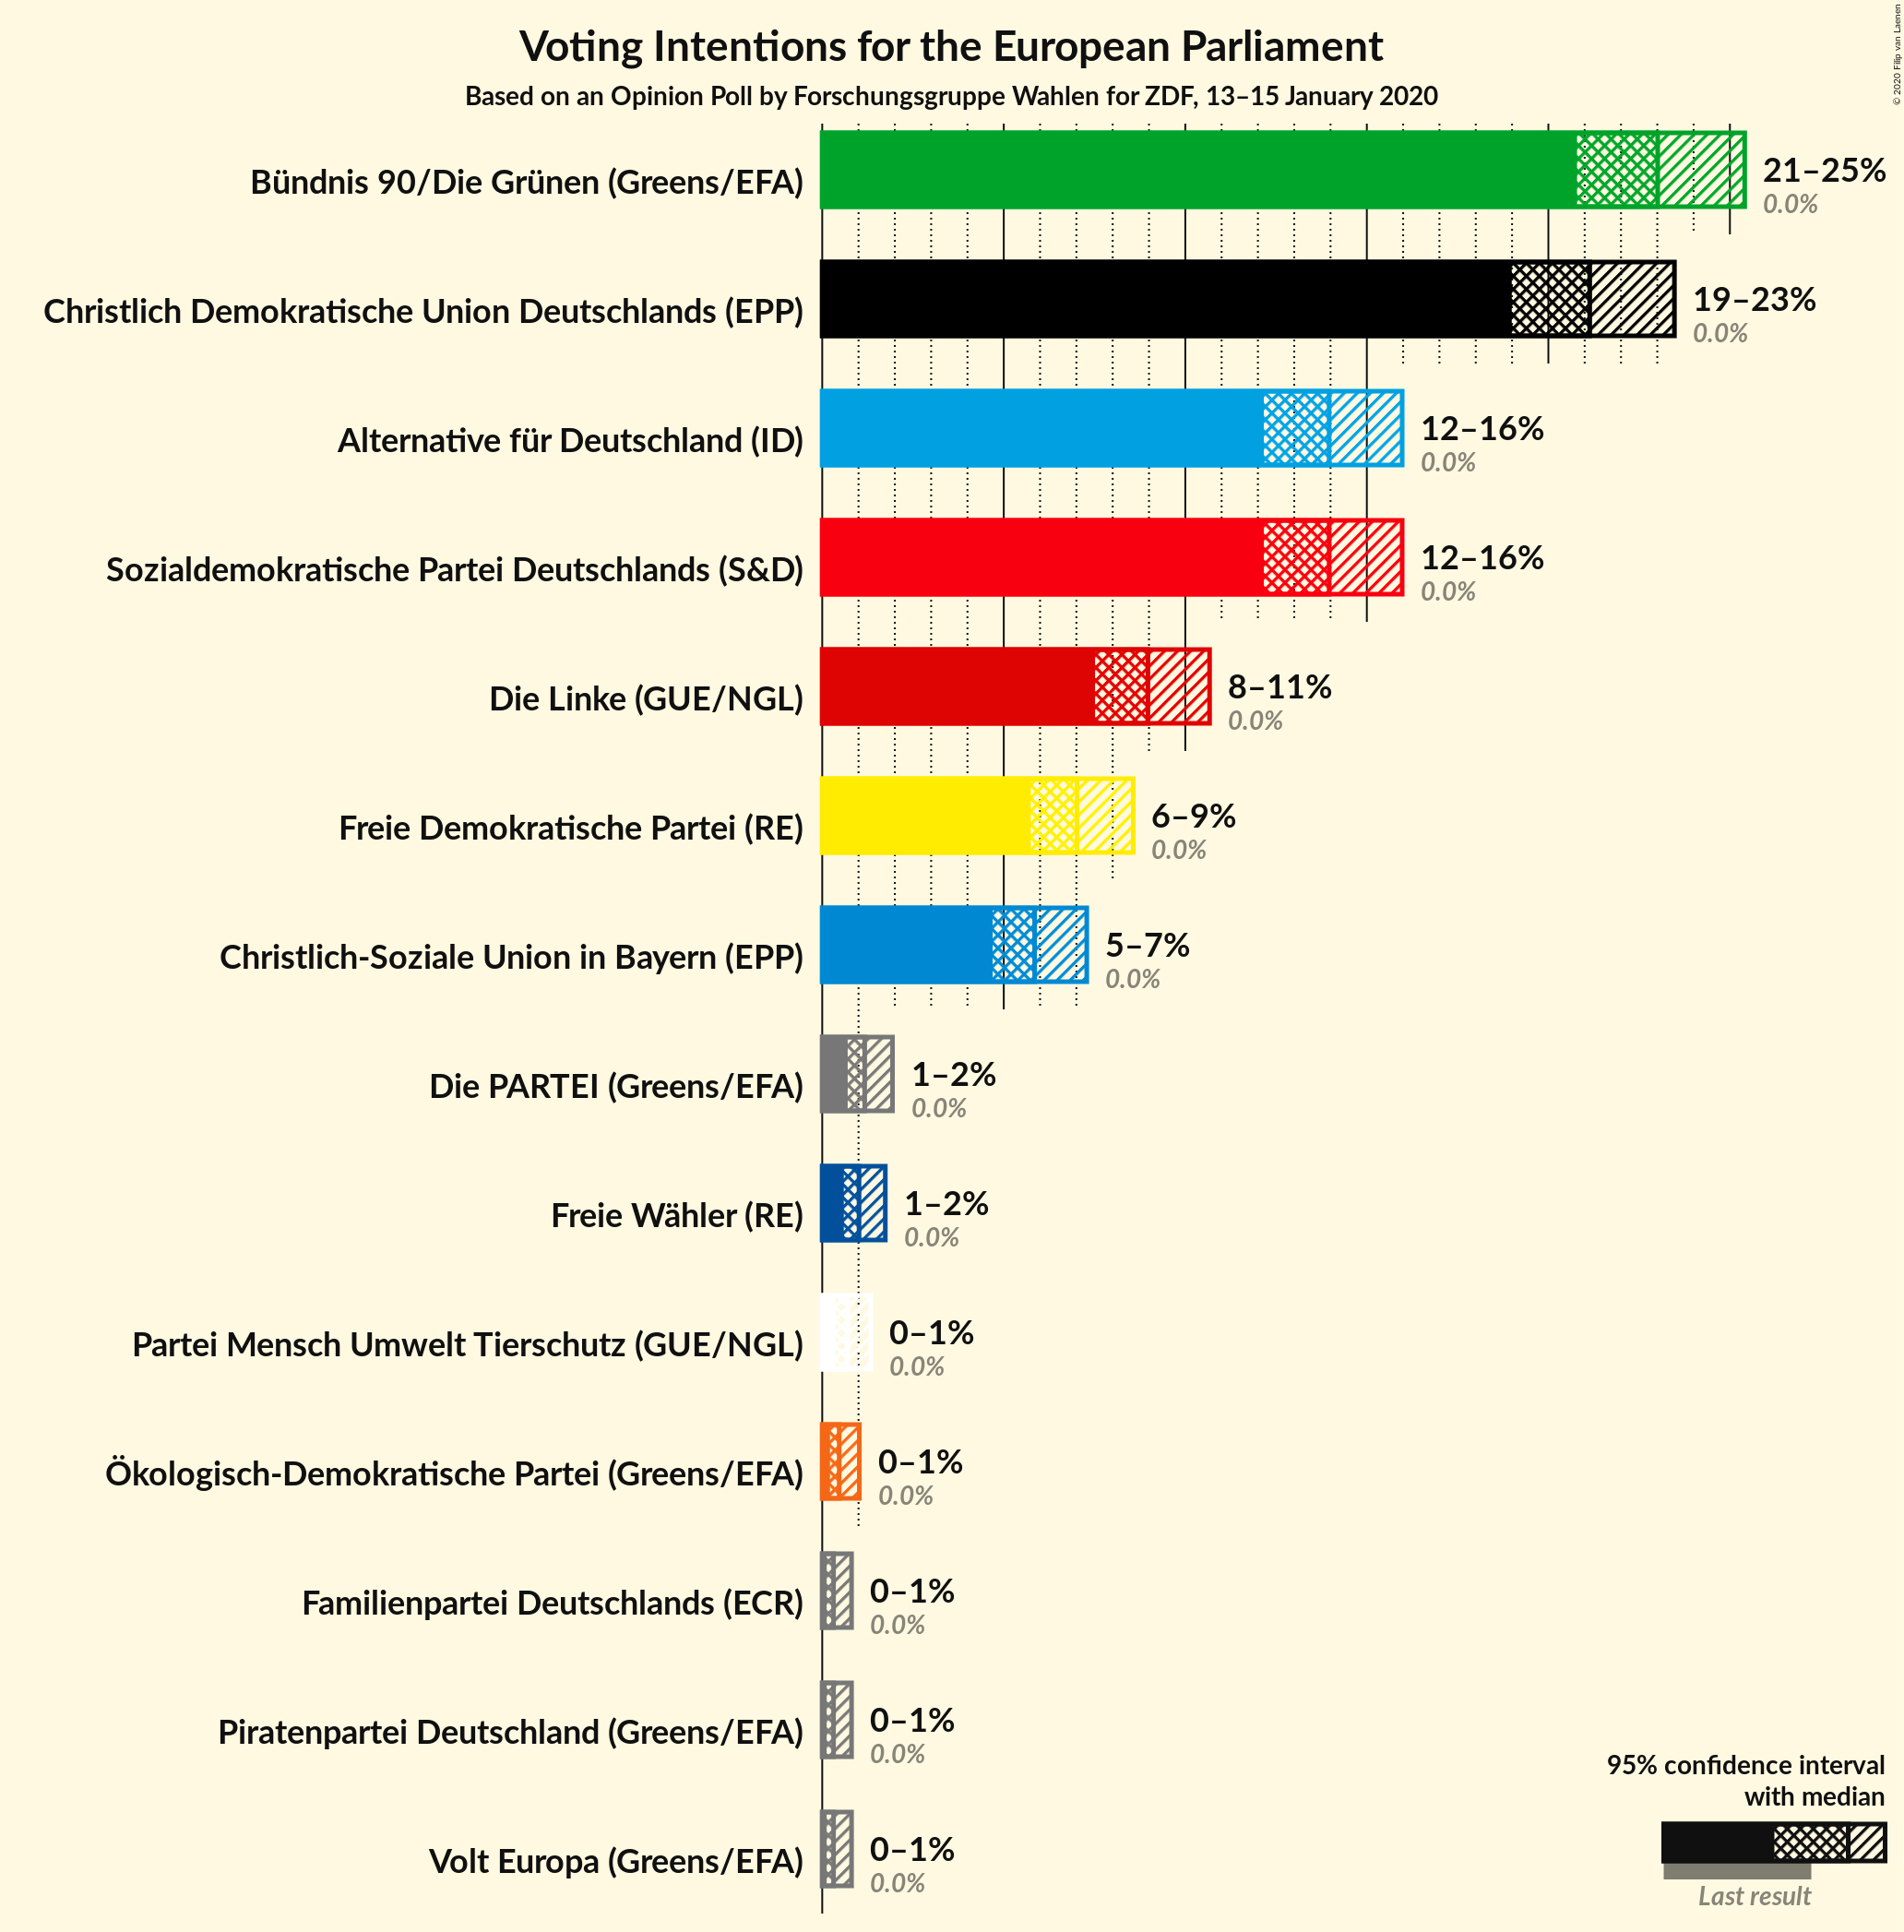 Voting Intentions for the European Parliament
Based on an Opinion Poll by Forschungsgruppe Wahlen for ZDF, 13–15 January 2020
© 2020 Filip van Laenen
Bündnis 90/Die Grünen (Greens/EFA)
21–25%
0.0%
Christlich Demokratische Union Deutschlands (EPP)
19–23%
0.0%
Alternative für Deutschland (ID)
12–16%
0.0%
Sozialdemokratische Partei Deutschlands (S&D)
12–16%
0.0%
Die Linke (GUE/NGL)
8–11%
0.0%
Freie Demokratische Partei (RE)
6–9%
0.0%
Christlich-Soziale Union in Bayern (EPP)
5–7%
0.0%
Die PARTEI (Greens/EFA)
1–2%
0.0%
Freie Wähler (RE)
1–2%
0.0%
Partei Mensch Umwelt Tierschutz (GUE/NGL)
0–1%
0.0%
Ökologisch-Demokratische Partei (Greens/EFA)
0–1%
0.0%
Familienpartei Deutschlands (ECR)
0–1%
0.0%
Piratenpartei Deutschland (Greens/EFA)
0–1%
0.0%
Volt Europa (Greens/EFA)
0–1%
0.0%
95% confidence interval
with median
Last result